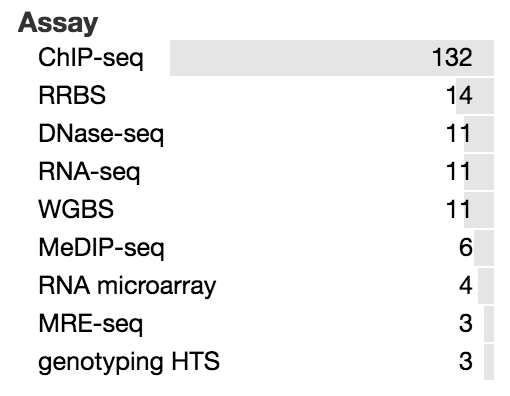 Assay
ChIP-seq 132
RRBS 14
DNase-seq 11
RNA-seq 11
WGBS 11
MeDIP-seq 6
RNA microarray 4
MRE-seq 3
genotyping HTS 3